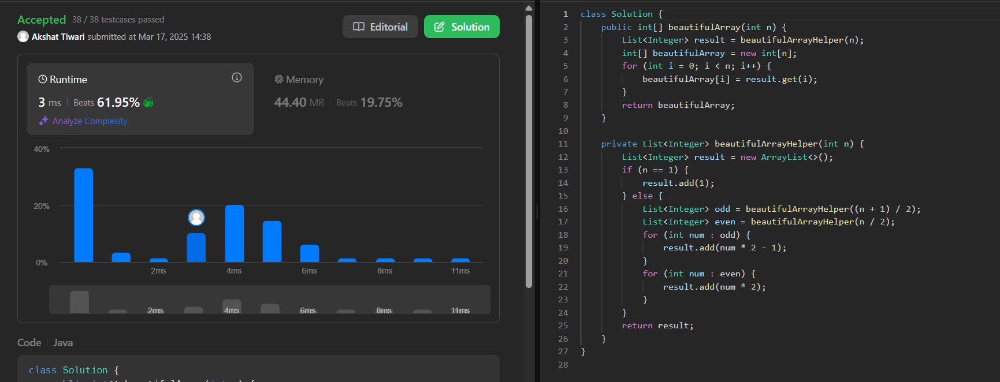 Accepted 38 / 38 testcases passed
Akshat Tiwari submitted at Mar 17, 2025 14:38
Editorial
Solution
Runtime
3 ms | Beats 61.95%
Analyze Complexity
Memory
44.40 MB | Beats 19.75%
40%
20%
0%
2ms 4ms 6ms 8ms 11ms
2ms 4ms 6ms 8ms 11ms
Code | Java
class Solution {
1 class Solution {
2     public int[] beautifulArray(int n) {
3         List<Integer> result = beautifulArrayHelper(n);
4         int[] beautifulArray = new int[n];
5         for (int i = 0; i < n; i++) {
6             beautifulArray[i] = result.get(i);
7         }
8         return beautifulArray;
9     }
10
11     private List<Integer> beautifulArrayHelper(int n) {
12         List<Integer> result = new ArrayList<>();
13         if (n == 1) {
14             result.add(1);
15         } else {
16             List<Integer> odd = beautifulArrayHelper((n + 1) / 2);
17             List<Integer> even = beautifulArrayHelper(n / 2);
18             for (int num : odd) {
19                 result.add(num * 2 - 1);
20             }
21             for (int num : even) {
22                 result.add(num * 2);
23             }
24         }
25         return result;
26     }
27 }
28